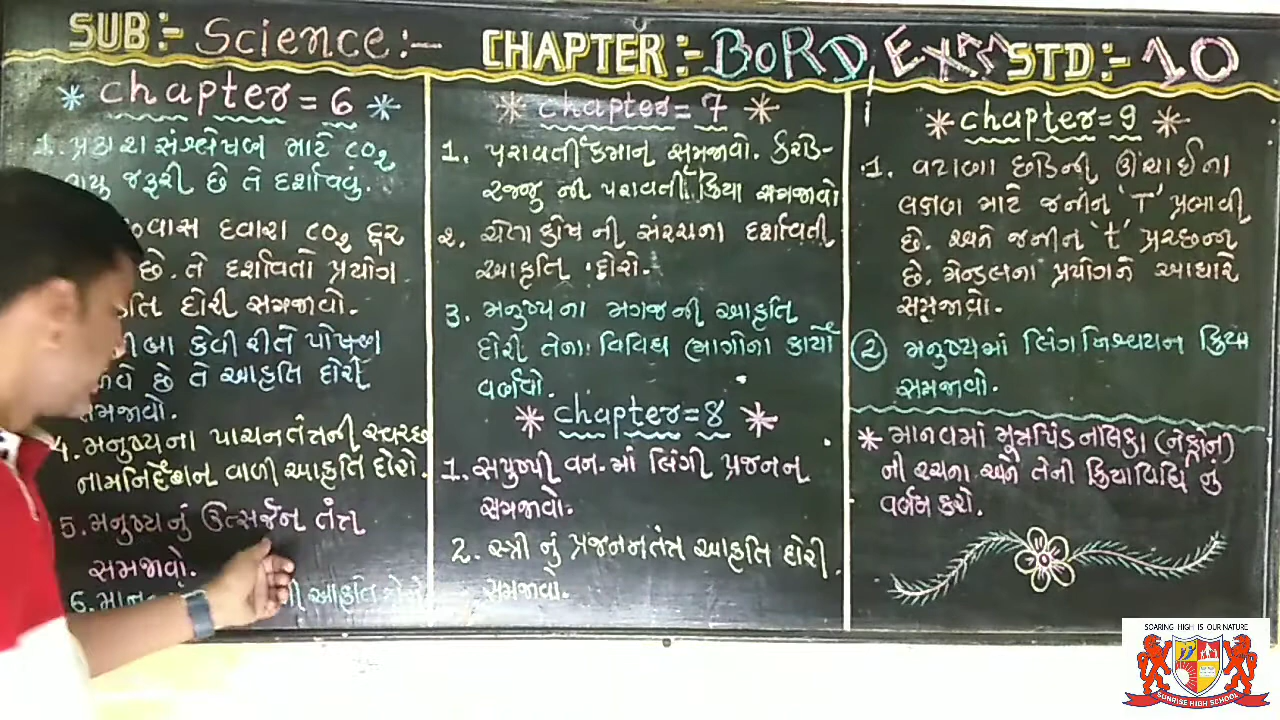 SUB:- Science:-
CHAPTER:- BoRD EXAM
STD:- 10
chapter = 6
1. પ્રકાશસંશ્લેષણ માટે CO₂
જરૂરી છે તે દર્શાવવું.
દવારા CO₂ દૂર
છે. તે દર્શાવતો પ્રયોગ
દોરી સમજાવો.
કેવી રીતે પોષણ
છે તે આકૃતિ દોરી
સમજાવો.
4. મનુષ્યના પાચનતંત્રની સ્વચ્છ
નામનિર્દેશન વાળી આકૃતિ દોરો.
5. મનુષ્યનું ઉત્સર્જન તંત્ર
સમજાવો.
6. આકૃતિ દોરો
chapter = 7
1. પરાવર્તી કમાન સમજાવો. કરોડ-
રજ્જુ ની પરાવર્તી ક્રિયા સમજાવો
૨. ચેતાકોષ ની સંરચના દર્શાવતી
આકૃતિ દોરો.
3. મનુષ્યના મગજની આકૃતિ
દોરી તેના વિવિધ ભાગોના કાર્યો
વર્ણવો.
chapter=8
1. સપુષ્પી વન.માં લિંગી પ્રજનન
સમજાવો.
2. સ્ત્રી નું પ્રજનનતંત્ર આકૃતિ દોરી
સમજાવો.
chapter=9
1. વટાણા છોડની ઊંચાઈના
લક્ષણ માટે જનીન 'T' પ્રભાવી
છે. અને જનીન 't' પ્રચ્છન્ન
છે. મેન્ડલના પ્રયોગને આધારે
સમજાવો.
2 મનુષ્યમાં લિંગનિશ્ચયન ક્રિયા
સમજાવો.
* માનવમાં મૂત્રપિંડ નલિકા (નેફ્રોન)
ની રચના અને તેની ક્રિયાવિધિ નું
વર્ણન કરો.
SOARING HIGH IS OUR NATURE
SUNRISE HIGH SCHOOL